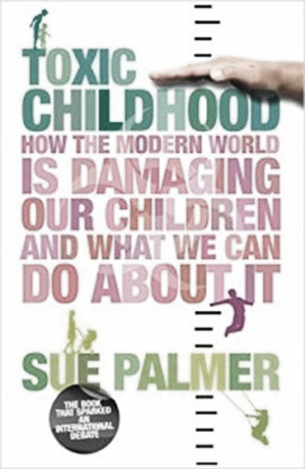 TOXIC
CHILDHOOD
HOW THE MODERN WORLD
IS DAMAGING
OUR CHILDREN
AND WHAT WE CAN
DO ABOUT IT
SUE PALMER
THE BOOK
THAT SPARKED AN
INTERNATIONAL
DEBATE